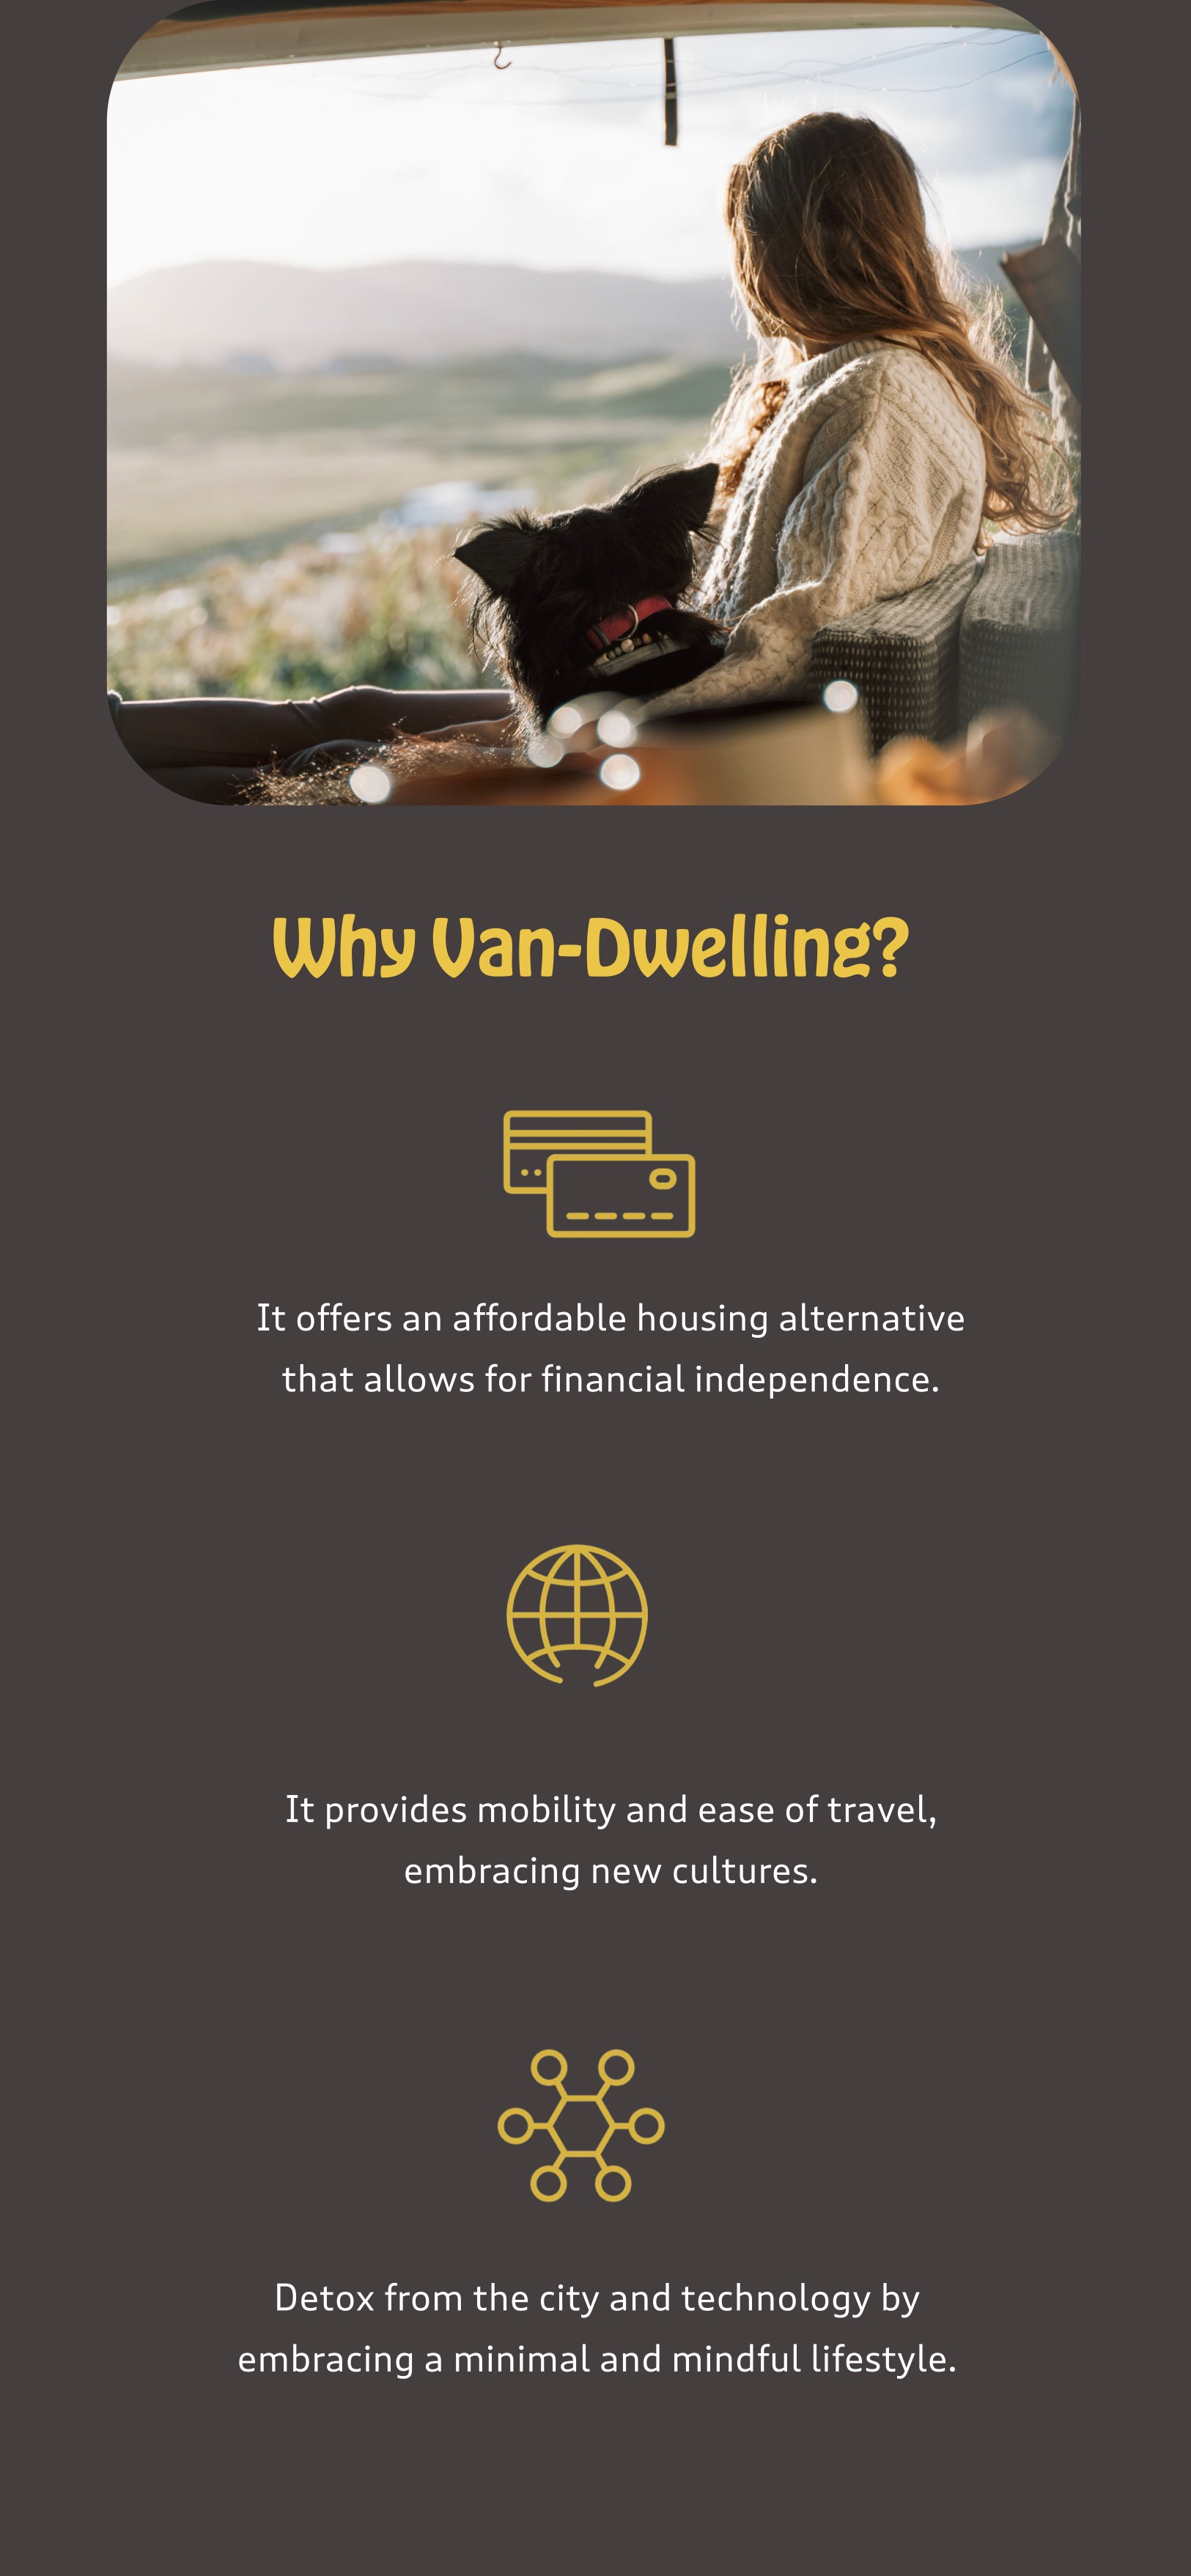 Why Van-Dwelling?
It offers an affordable housing alternative
that allows for financial independence.
It provides mobility and ease of travel,
embracing new cultures.
Detox from the city and technology by
embracing a minimal and mindful lifestyle.